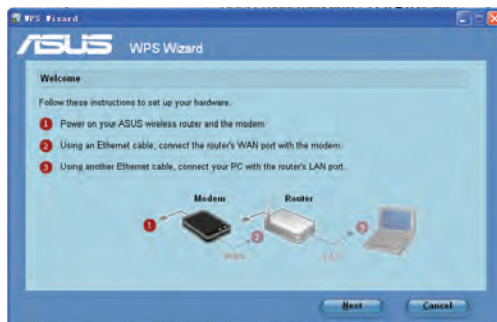 WPS Wizard
ASUS WPS Wizard
Welcome
Follow these instructions to set up your hardware.
1 Power on your ASUS wireless router and the modem
2 Using an Ethernet cable, connect the router's WAN port with the modem.
3 Using another Ethernet cable, connect your PC with the router's LAN port.
Modem Router
1 2 3
WAN LAN
Next Cancel